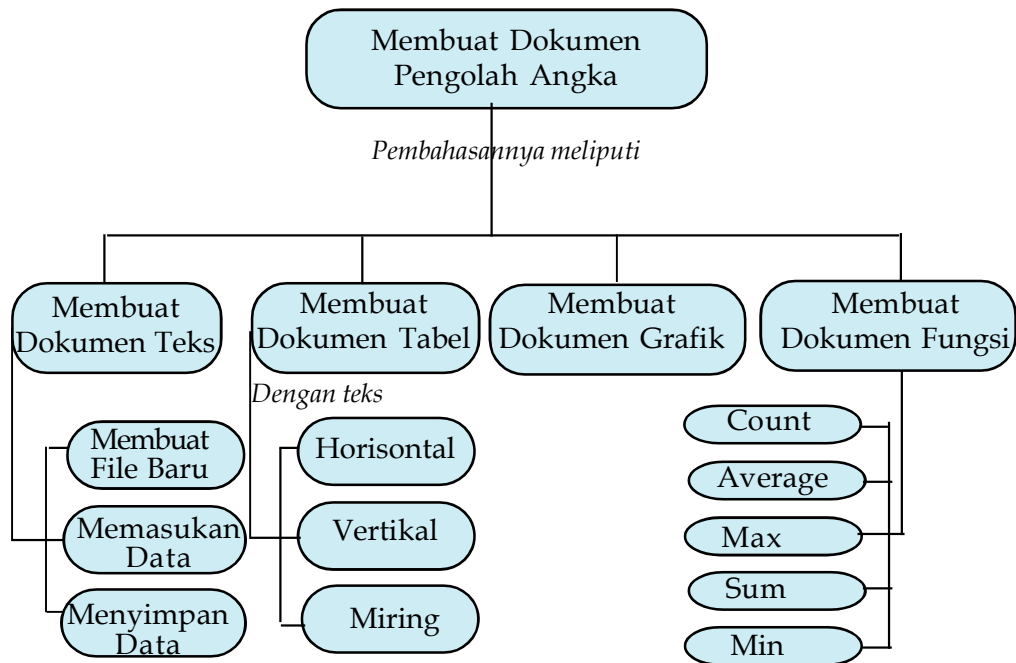 Membuat Dokumen
Pengolah Angka
Pembahasannya meliputi
Membuat
Dokumen Teks
Membuat
Dokumen Tabel
Membuat
Dokumen Grafik
Membuat
Dokumen Fungsi
Dengan teks
Membuat
File Baru
Memasukan
Data
Menyimpan
Data
Horisontal
Vertikal
Miring
Count
Average
Max
Sum
Min